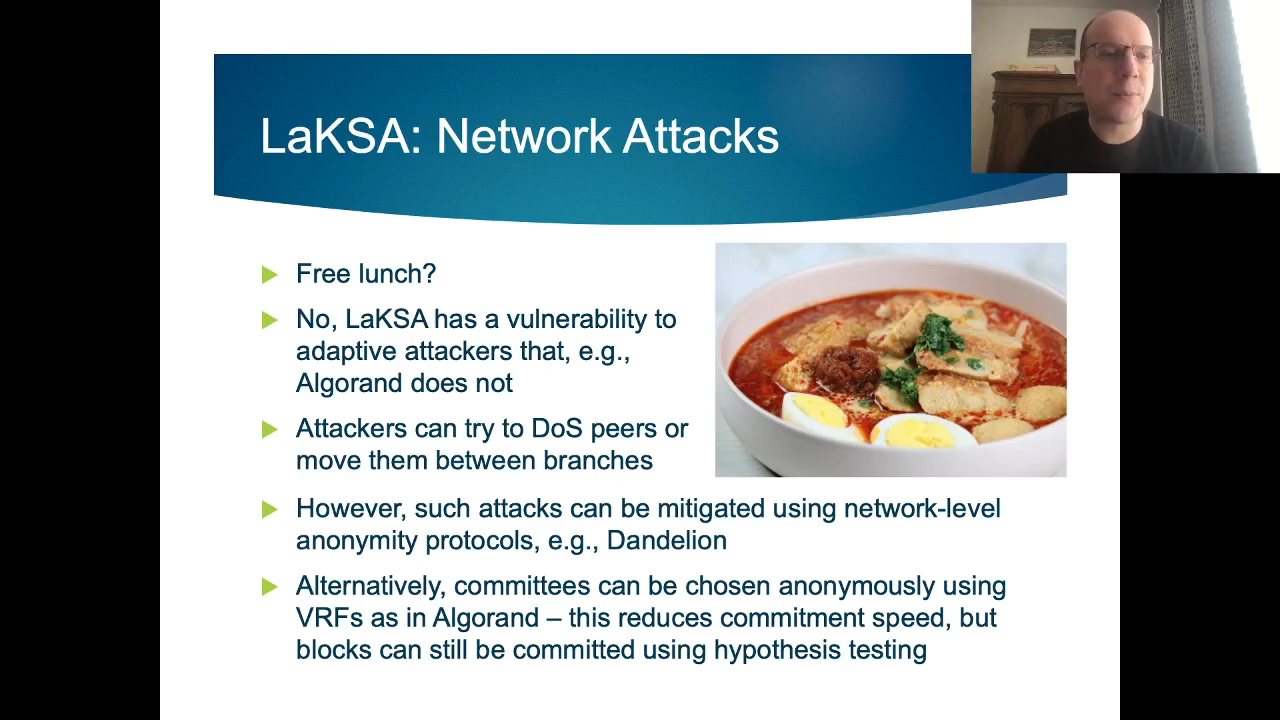 LaKSA: Network Attacks
Free lunch?
No, LaKSA has a vulnerability to
adaptive attackers that, e.g.,
Algorand does not
Attackers can try to DoS peers or
move them between branches
However, such attacks can be mitigated using network-level
anonymity protocols, e.g., Dandelion
Alternatively, committees can be chosen anonymously using
VRFs as in Algorand – this reduces commitment speed, but
blocks can still be committed using hypothesis testing